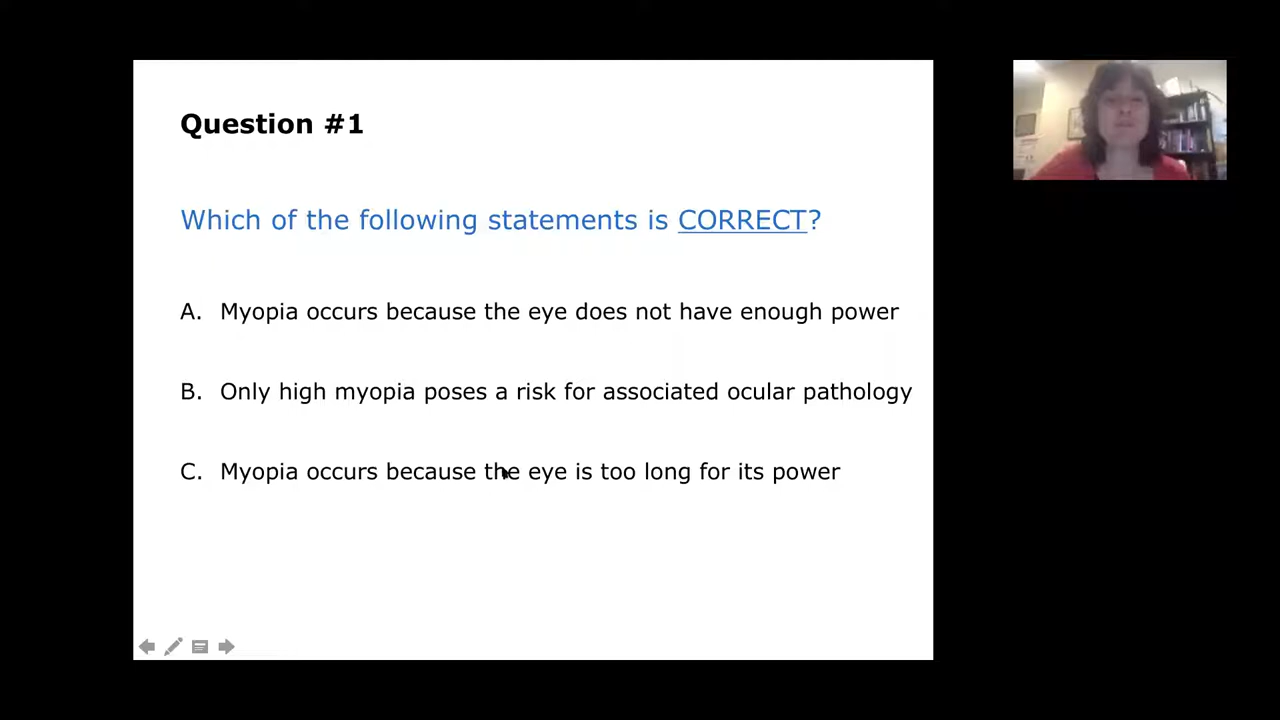 Question #1
Which of the following statements is CORRECT?
A. Myopia occurs because the eye does not have enough power
B. Only high myopia poses a risk for associated ocular pathology
C. Myopia occurs because the eye is too long for its power